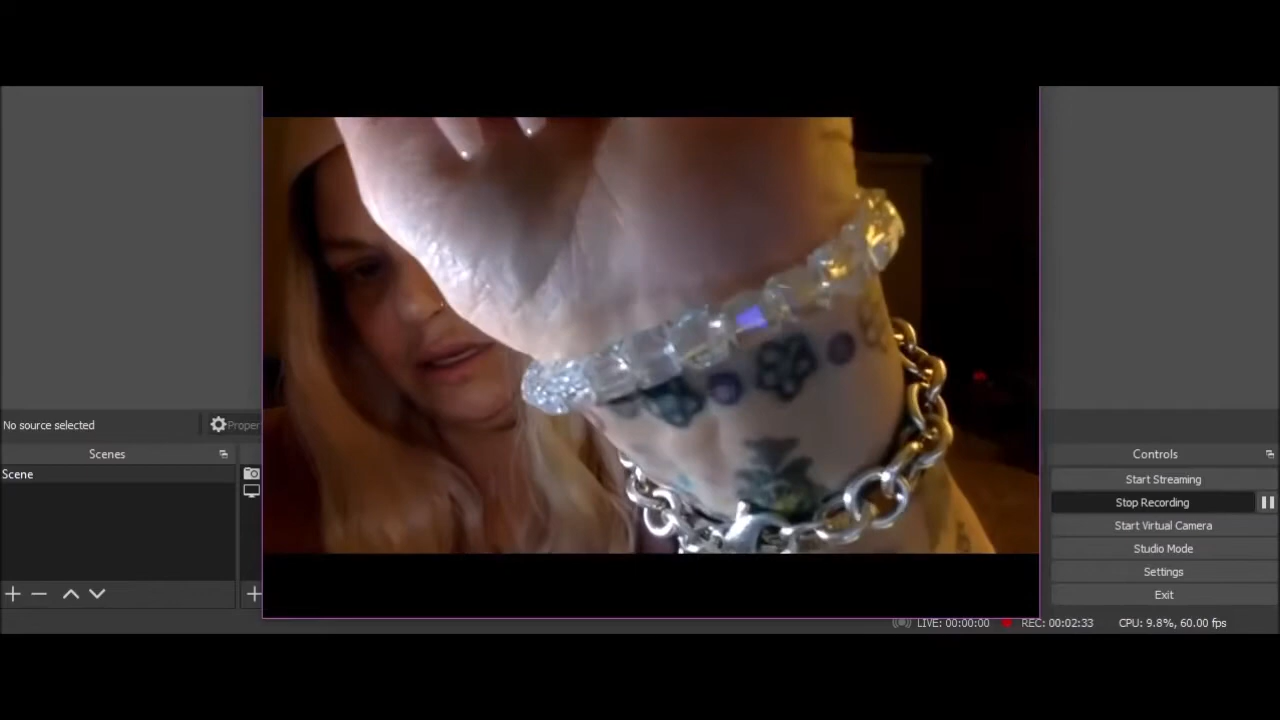 No source selected
Proper
Scenes
Scene
Controls
Start Streaming
Stop Recording
Start Virtual Camera
Studio Mode
Settings
Exit
LIVE: 00:00:00
REC: 00:02:33
CPU: 9.8%, 60.00 fps